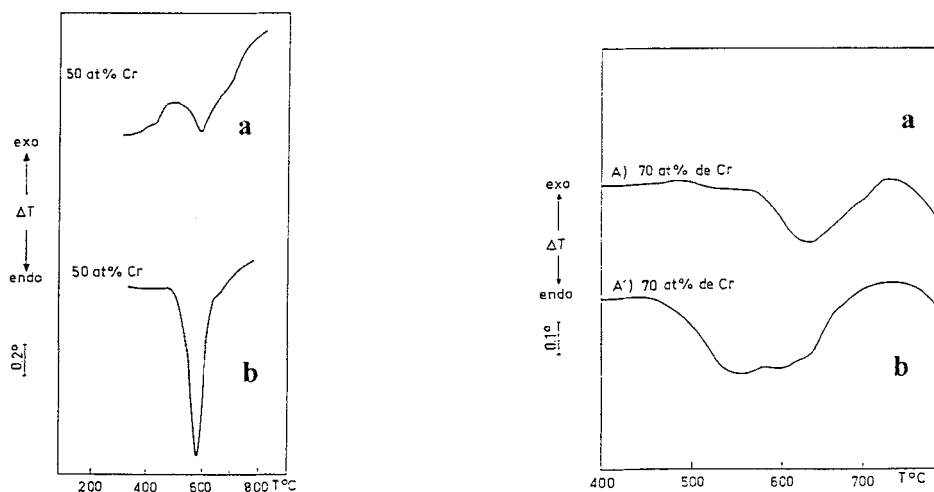 50 at% Cr
a
exo
ΔT
endo
50 at% Cr
0.2°
b
200 400 600 800 T°C
a
A) 70 at% de Cr
exo
ΔT
endo
A') 70 at% de Cr
0.1°
b
400 500 600 700 T°C